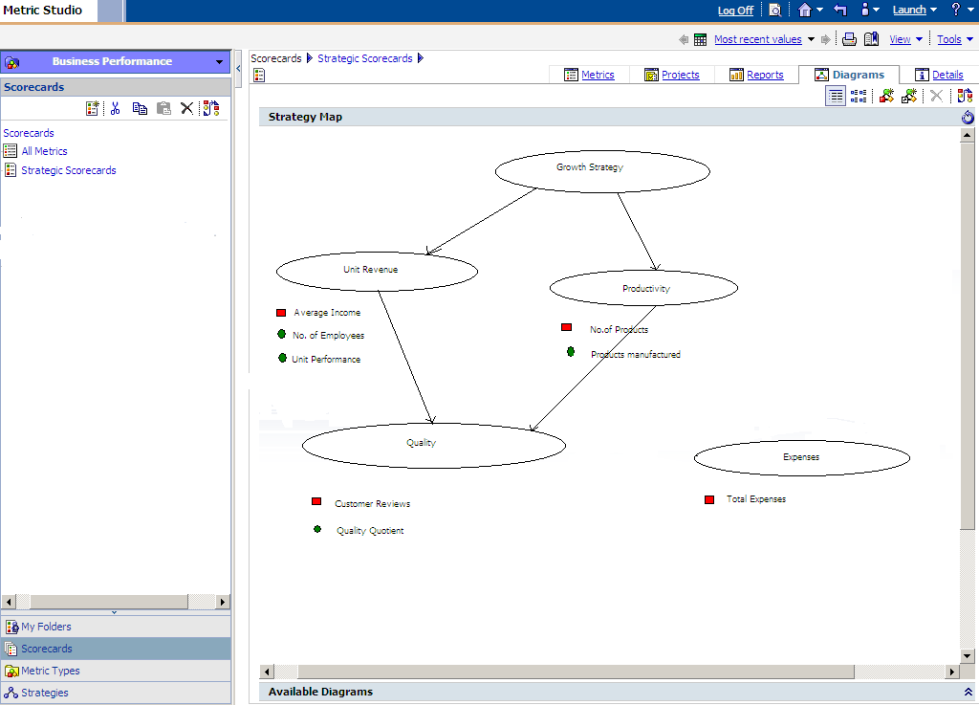 Metric Studio
Log Off Launch ?
Most recent values View Tools
Business Performance
Scorecards Strategic Scorecards
Scorecards
Metrics Projects Reports Diagrams Details
Strategy Map
Scorecards
All Metrics
Strategic Scorecards
Growth Strategy
Unit Revenue
Productivity
Average Income
No. of Employees
Unit Performance
No.of Products
Products manufactured
Quality
Expenses
Customer Reviews
Quality Quotient
Total Expenses
My Folders
Scorecards
Metric Types
Strategies
Available Diagrams